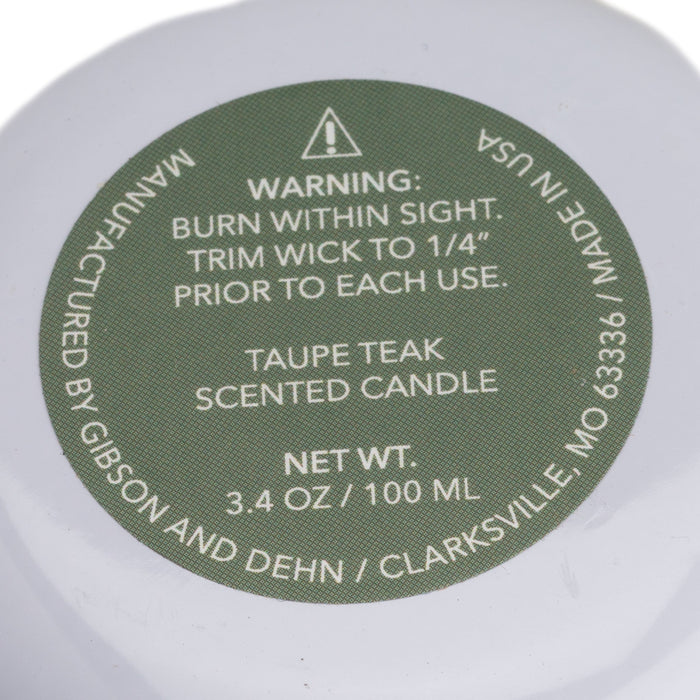 WARNING:
BURN WITHIN SIGHT.
TRIM WICK TO 1/4”
PRIOR TO EACH USE.
TAUPE TEAK
SCENTED CANDLE
NET WT.
3.4 OZ / 100 ML
MANUFACTURED BY GIBSON AND DEHN / CLARKSVILLE, MO 63336 / MADE IN USA